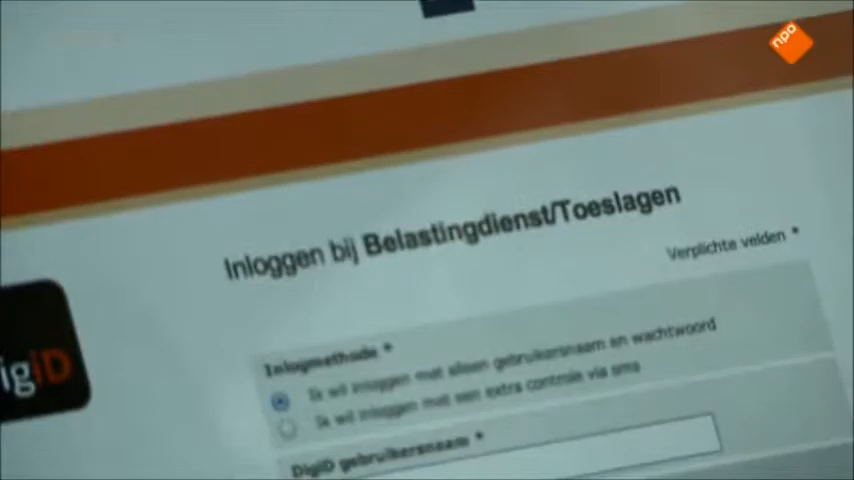 npo
Inloggen bij Belastingdienst/Toeslagen
Verplichte velden *
igiD
Inlogmethode *
Ik wil inloggen met alleen gebruikersnaam en wachtwoord
Ik wil inloggen met een extra controle via sms
DigiD gebruikersnaam *